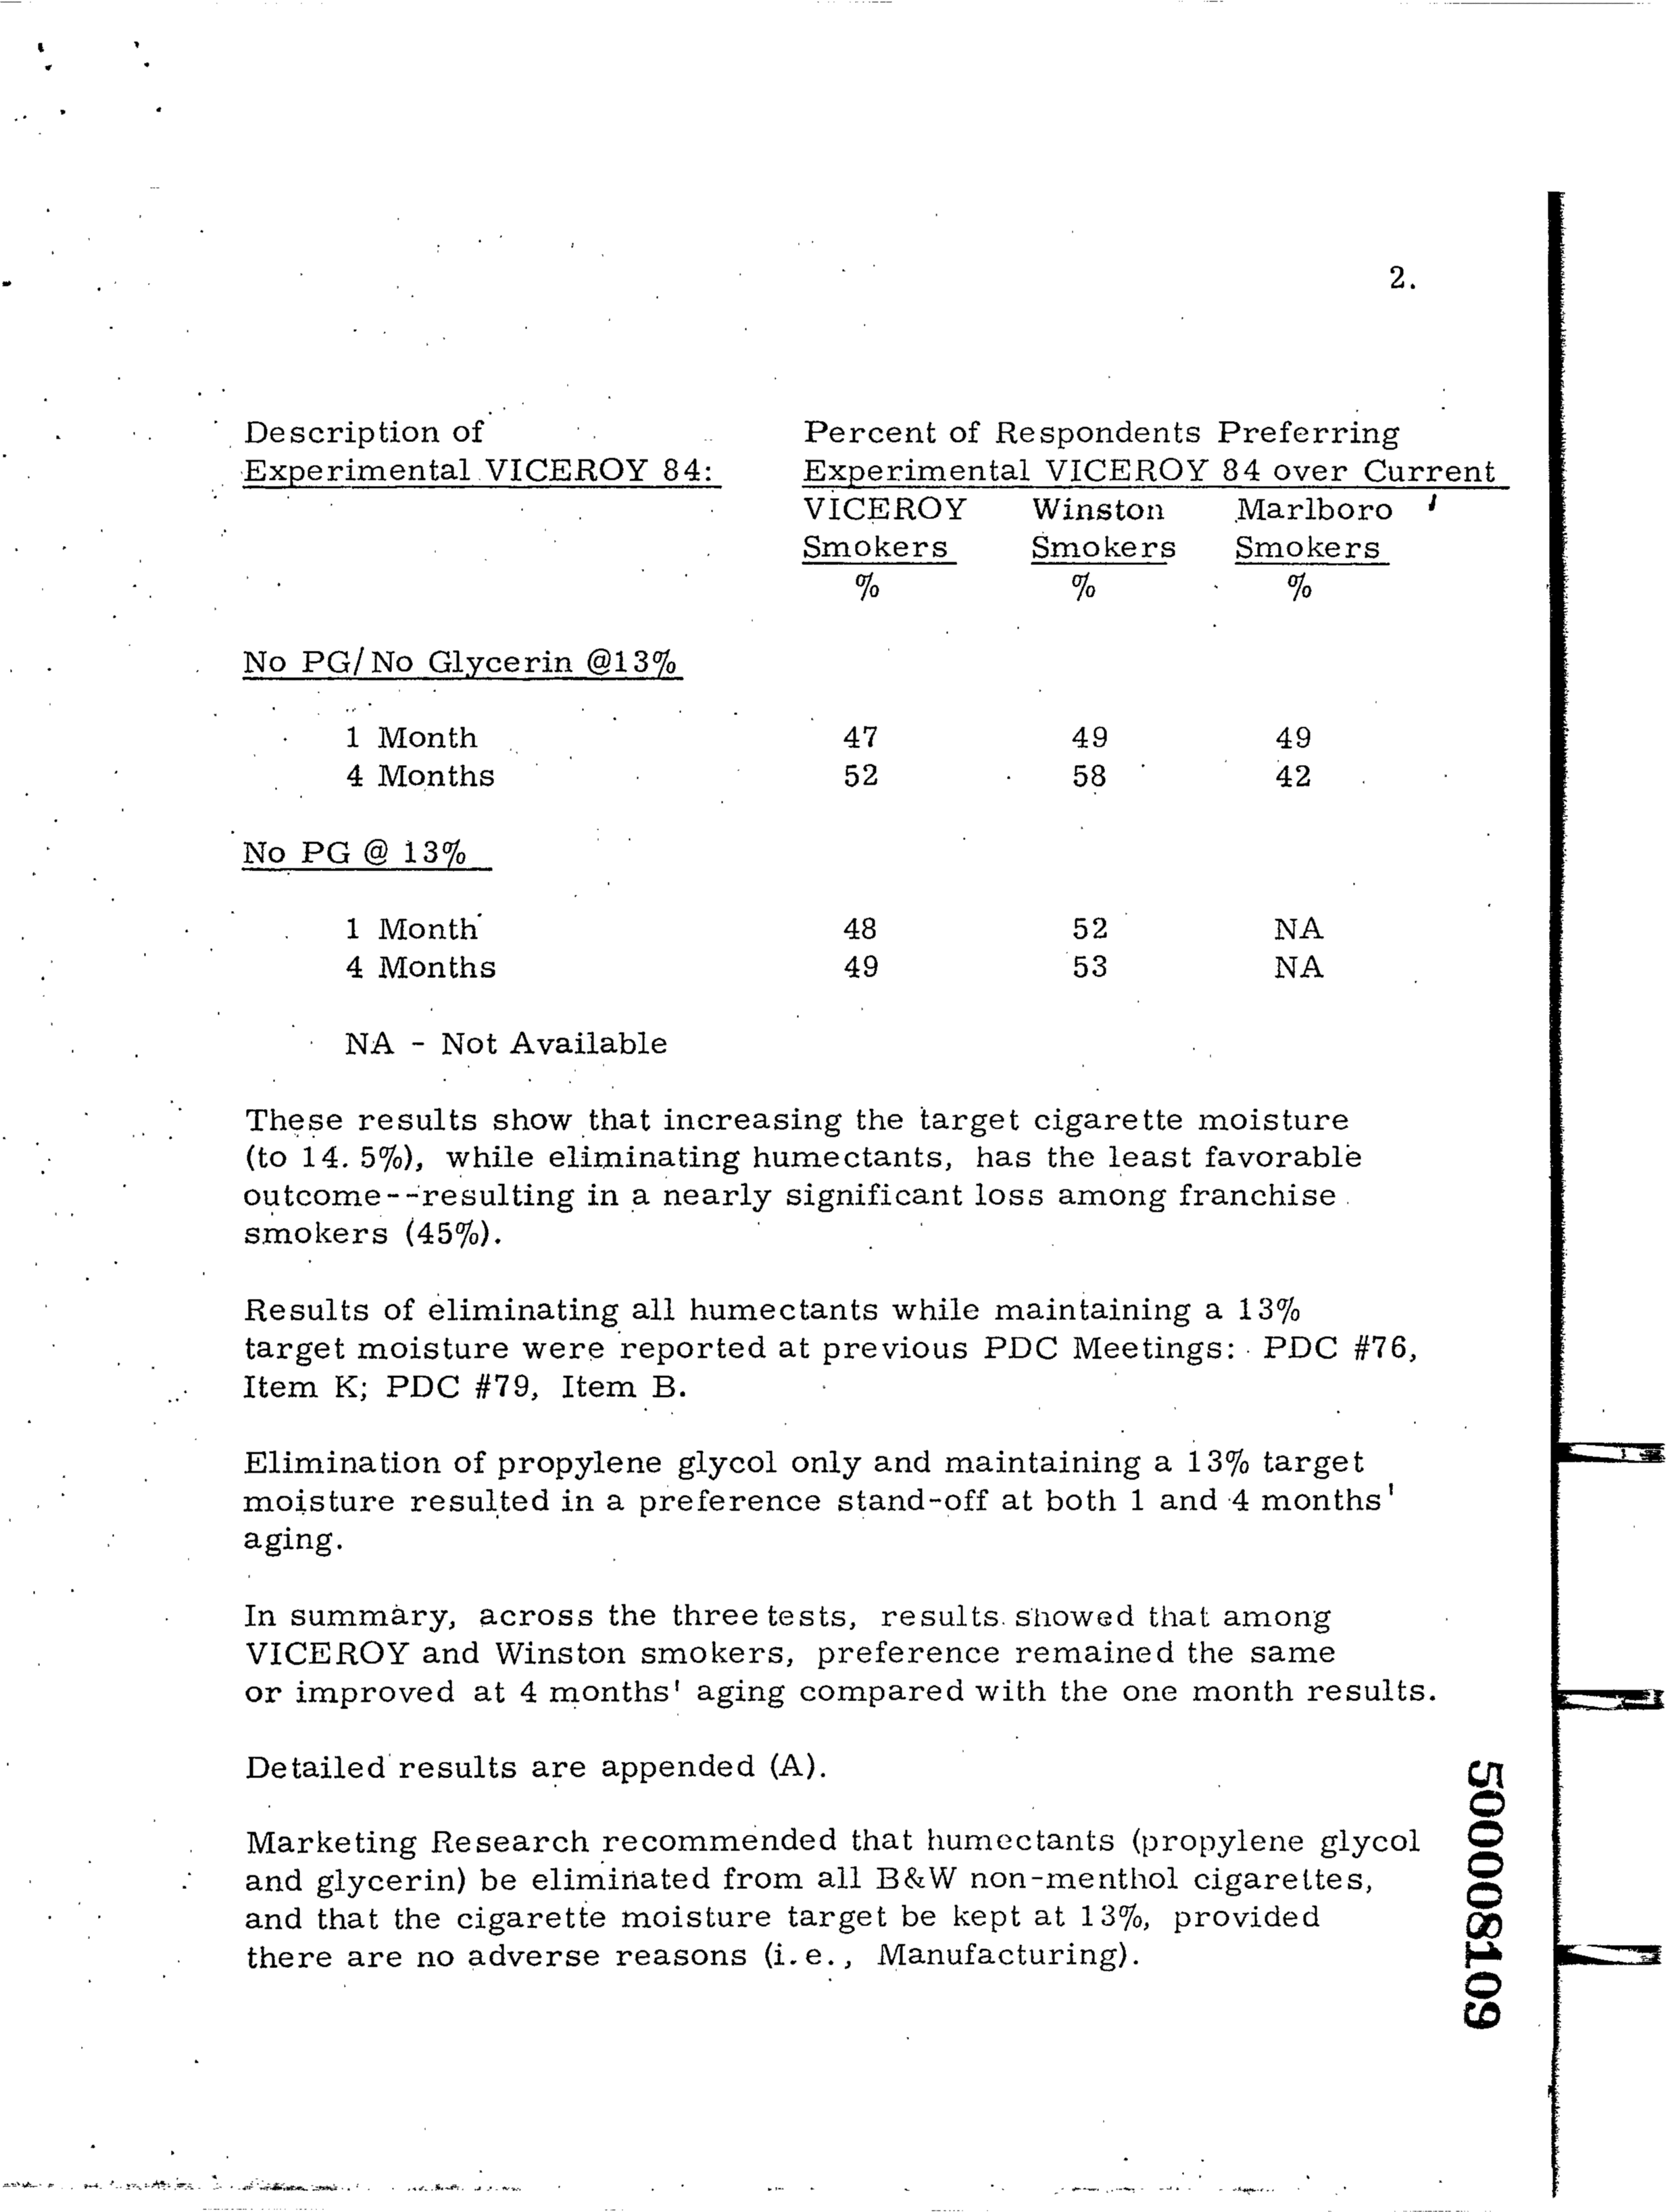 2.
Description of
Experimental VICEROY 84:
Percent of Respondents Preferring
Experimental VICEROY 84 over Current
VICEROY Winston Marlboro
Smokers Smokers Smokers
% % %
No PG/No Glycerin @13%
1 Month 47 49 49
4 Months 52 58 42
No PG @ 13%
1 Month 48 52 NA
4 Months 49 53 NA
NA - Not Available
These results show that increasing the target cigarette moisture
(to 14. 5%), while eliminating humectants, has the least favorable
outcome--resulting in a nearly significant loss among franchise
smokers (45%).
Results of eliminating all humectants while maintaining a 13%
target moisture were reported at previous PDC Meetings: PDC #76,
Item K; PDC #79, Item B.
Elimination of propylene glycol only and maintaining a 13% target
moisture resulted in a preference stand-off at both 1 and 4 months'
aging.
In summary, across the three tests, results showed that among
VICEROY and Winston smokers, preference remained the same
or improved at 4 months' aging compared with the one month results.
Detailed results are appended (A).
Marketing Research recommended that humectants (propylene glycol
and glycerin) be eliminated from all B&W non-menthol cigarettes,
and that the cigarette moisture target be kept at 13%, provided
there are no adverse reasons (i. e., Manufacturing).
500008109